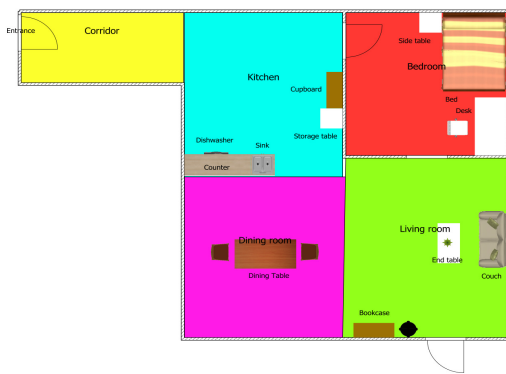 Entrance
Corridor
Kitchen
Side table
Bedroom
Cupboard
Bed
Desk
Storage table
Dishwasher
Sink
Counter
Living room
Dining room
End table
Dining Table
Couch
Bookcase